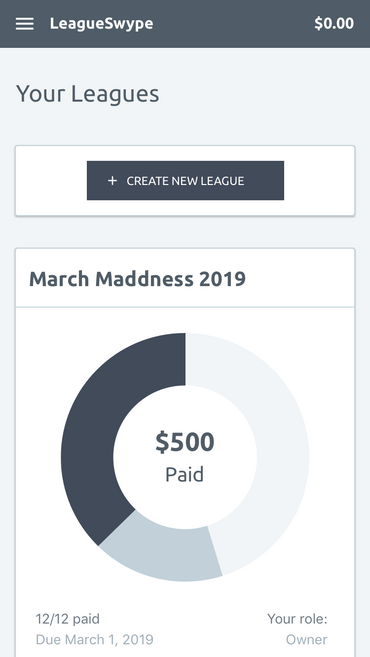 LeagueSwype
$0.00
Your Leagues
+ CREATE NEW LEAGUE
March Maddness 2019
$500
Paid
12/12 paid
Your role:
Due March 1, 2019
Owner